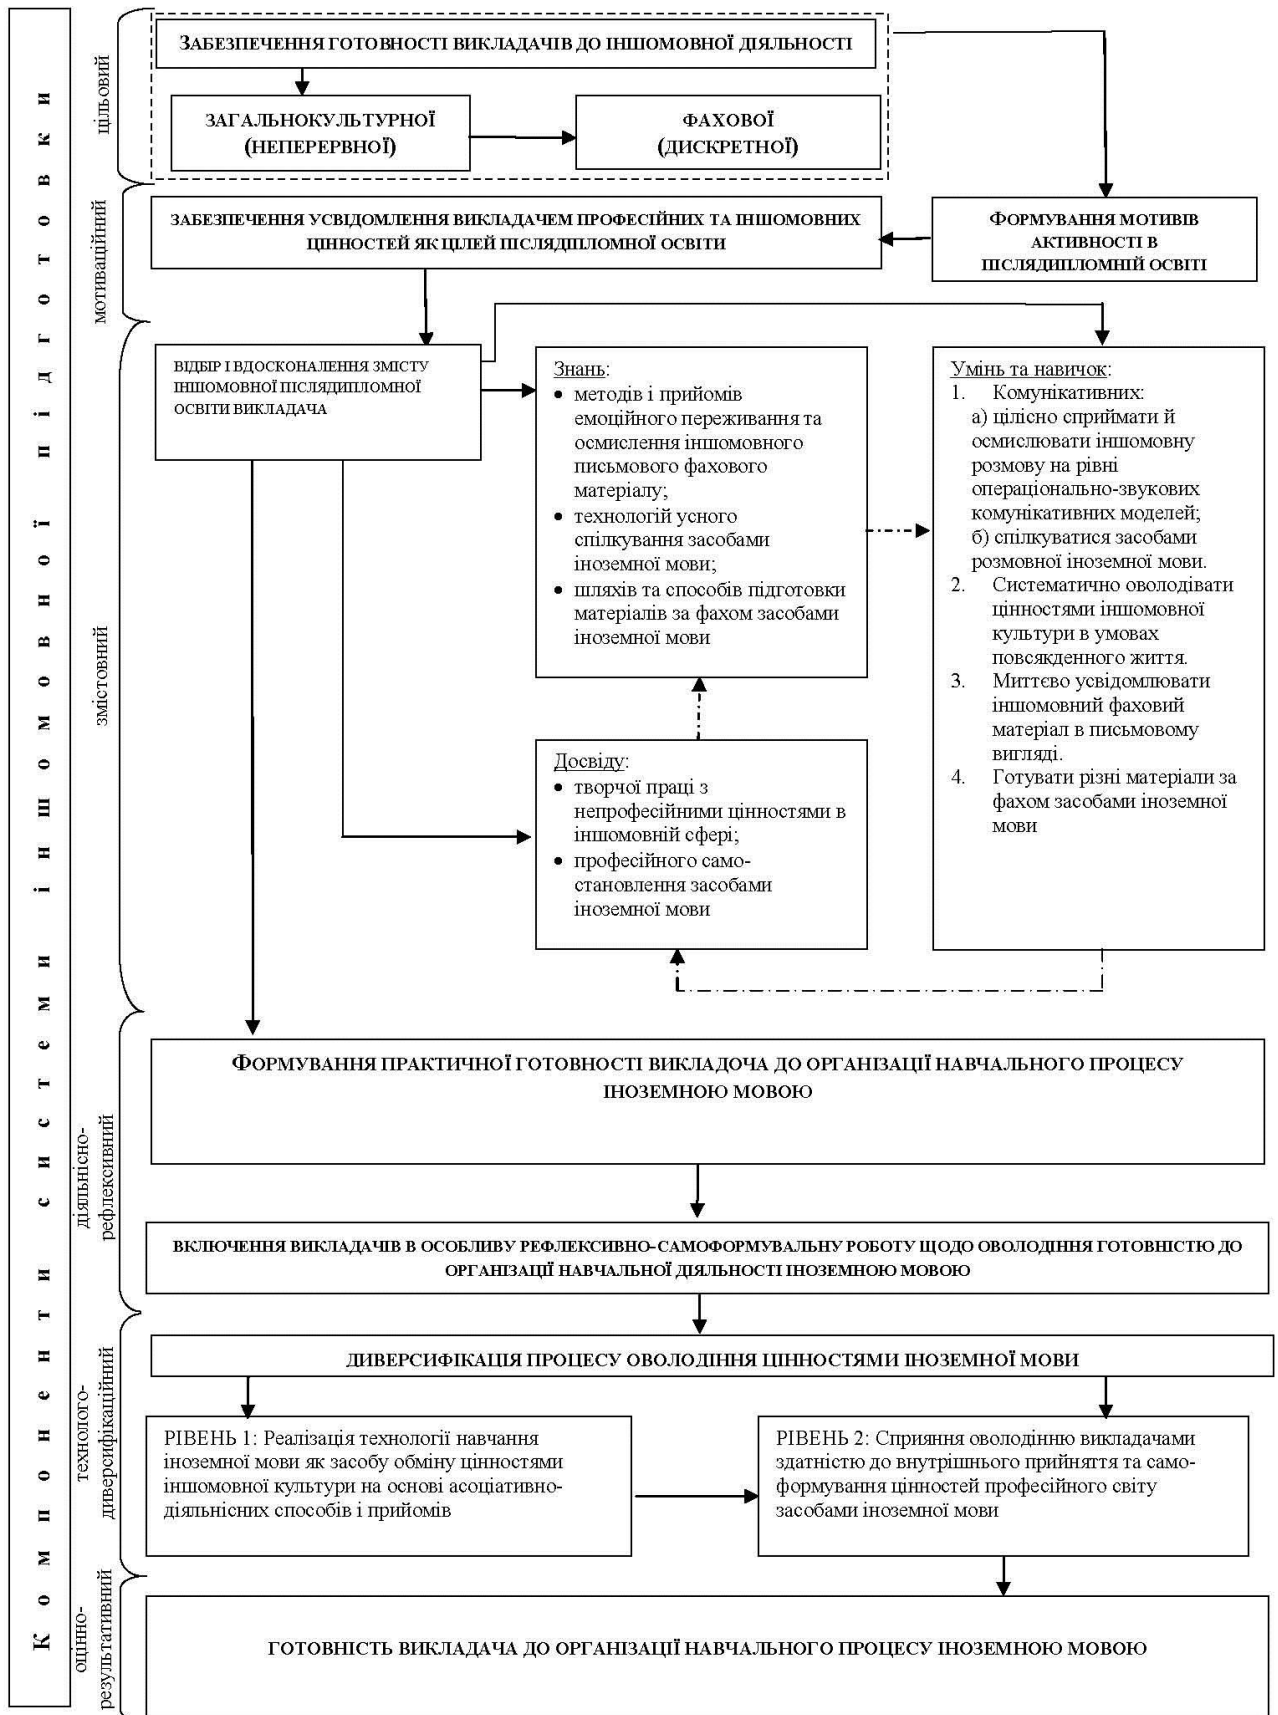 Компоненти системи іншомовної підготовки
цільовий
ЗАБЕЗПЕЧЕННЯ ГОТОВНОСТІ ВИКЛАДАЧІВ ДО ІНШОМОВНОЇ ДІЯЛЬНОСТІ
ЗАГАЛЬНОКУЛЬТУРНОЇ
(НЕПЕРЕРВНОЇ)
ФАХОВОЇ
(ДИСКРЕТНОЇ)
мотиваційний
ЗАБЕЗПЕЧЕННЯ УСВІДОМЛЕННЯ ВИКЛАДАЧЕМ ПРОФЕСІЙНИХ ТА ІНШОМОВНИХ
ЦІННОСТЕЙ ЯК ЦІЛЕЙ ПІСЛЯДІПЛОМНОЇ ОСВІТИ
ФОРМУВАННЯ МОТИВІВ
АКТИВНОСТІ В
ПІСЛЯДИПЛОМНІЙ ОСВІТІ
змістовний
ВІДБІР І ВДОСКОНАЛЕННЯ ЗМІСТУ
ІНШОМОВНОЇ ПІСЛЯДИПЛОМНОЇ
ОСВІТИ ВИКЛАДАЧА
Знань:
• методів і прийомів
емоційного переживання та
осмислення іншомовного
письмового фахового
матеріалу;
• технологій усного
спілкування засобами
іноземної мови;
• шляхів та способів підготовки
матеріалів за фахом засобами
іноземної мови
Умінь та навичок:
1. Комунікативних:
а) цілісно сприймати й
осмислювати іншомовну
розмову на рівні
операціонально-звукових
комунікативних моделей;
б) спілкуватися засобами
розмовної іноземної мови.
2. Систематично оволодівати
цінностями іншомовної
культури в умовах
повсякденного життя.
3. Миттєво усвідомлювати
іншомовний фаховий
матеріал в письмовому
вигляді.
4. Готувати різні матеріали за
фахом засобами іноземної
мови
Досвіду:
• творчої праці з
непрофесійними цінностями в
іншомовній сфері;
• професійного само-
становлення засобами
іноземної мови
діяльнісно-
рефлексивний
ФОРМУВАННЯ ПРАКТИЧНОЇ ГОТОВНОСТІ ВИКЛАДОЧА ДО ОРГАНІЗАЦІЇ НАВЧАЛЬНОГО ПРОЦЕСУ
ІНОЗЕМНОЮ МОВОЮ
ВКЛЮЧЕННЯ ВИКЛАДАЧІВ В ОСОБЛИВУ РЕФЛЕКСИВНО-САМОФОРМУВАЛЬНУ РОБОТУ ЩОДО ОВОЛОДІННЯ ГОТОВНІСТЮ ДО
ОРГАНІЗАЦІЇ НАВЧАЛЬНОЇ ДІЯЛЬНОСТІ ІНОЗЕМНОЮ МОВОЮ
технолого-
диверсифікаційний
ДИВЕРСИФІКАЦІЯ ПРОЦЕСУ ОВОЛОДІННЯ ЦІННОСТЯМИ ІНОЗЕМНОЇ МОВИ
РІВЕНЬ 1: Реалізація технології навчання
іноземної мови як засобу обміну цінностями
іншомовної культури на основі асоціативно-
діяльнісних способів і прийомів
РІВЕНЬ 2: Сприяння оволодінню викладачами
здатністю до внутрішнього прийняття та само-
формування цінностей професійного світу
засобами іноземної мови
оцінно-
результативний
ГОТОВНІСТЬ ВИКЛАДАЧА ДО ОРГАНІЗАЦІЇ НАВЧАЛЬНОГО ПРОЦЕСУ ІНОЗЕМНОЮ МОВОЮ